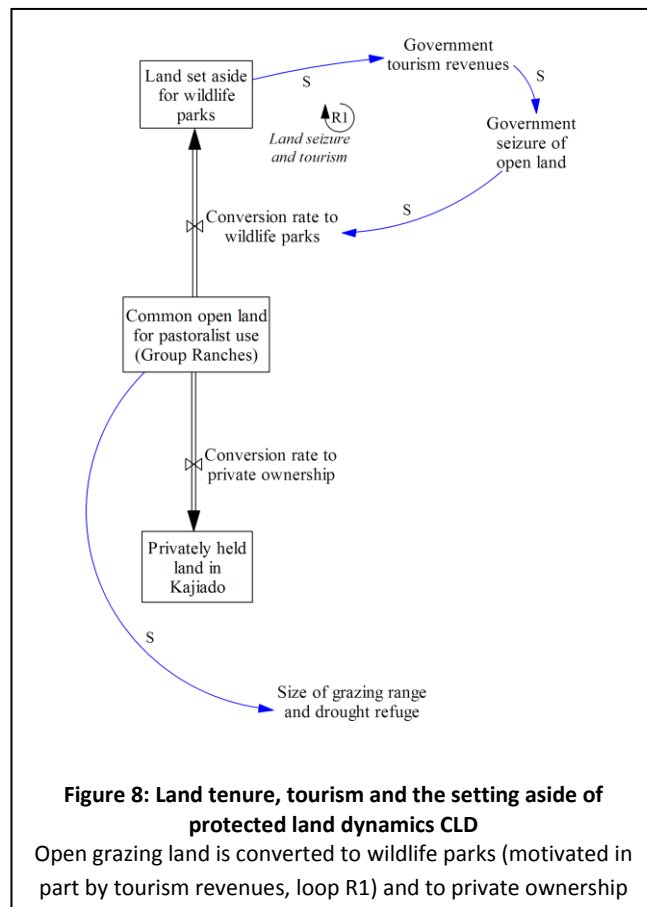 Land set aside
for wildlife
parks
S
Government
tourism revenues
S
Government
seizure of
open land
R1
Land seizure
and tourism
S
Conversion rate to
wildlife parks
Common open land
for pastoralist use
(Group Ranches)
Conversion rate to
private ownership
Privately held
land in
Kajiado
S
Size of grazing range
and drought refuge
Figure 8: Land tenure, tourism and the setting aside of
protected land dynamics CLD
Open grazing land is converted to wildlife parks (motivated in
part by tourism revenues, loop R1) and to private ownership